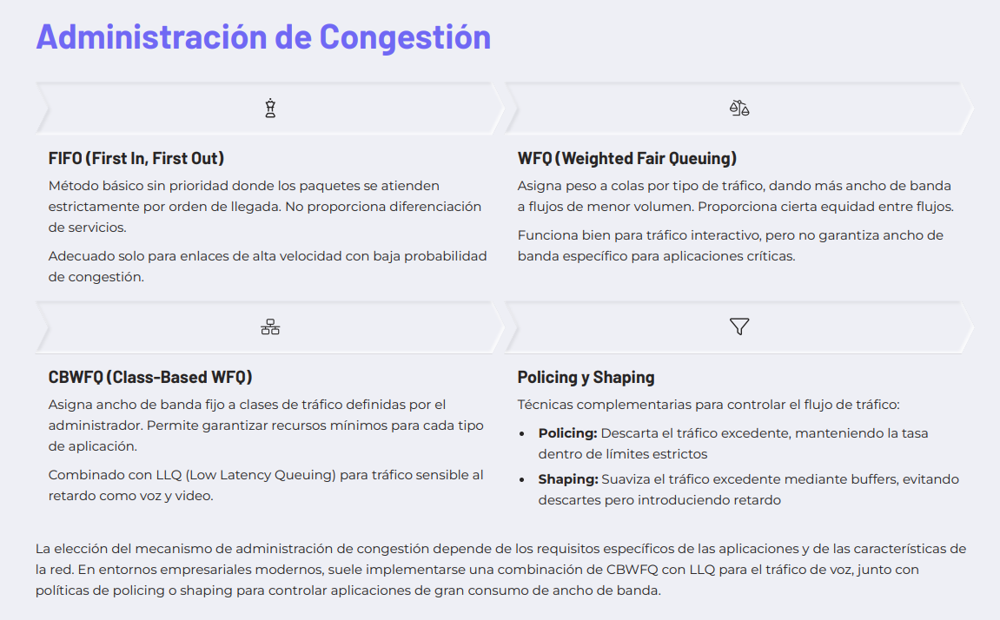 Administración de Congestión
FIFO (First In, First Out)
Método básico sin prioridad donde los paquetes se atienden
estrictamente por orden de llegada. No proporciona diferenciación
de servicios.
Adecuado solo para enlaces de alta velocidad con baja probabilidad
de congestión.
WFQ (Weighted Fair Queuing)
Asigna peso a colas por tipo de tráfico, dando más ancho de banda
a flujos de menor volumen. Proporciona cierta equidad entre flujos.
Funciona bien para tráfico interactivo, pero no garantiza ancho de
banda específico para aplicaciones críticas.
CBWFQ (Class-Based WFQ)
Asigna ancho de banda fijo a clases de tráfico definidas por el
administrador. Permite garantizar recursos mínimos para cada tipo
de aplicación.
Combinado con LLQ (Low Latency Queuing) para tráfico sensible al
retardo como voz y video.
Policing y Shaping
Técnicas complementarias para controlar el flujo de tráfico:
• Policing: Descarta el tráfico excedente, manteniendo la tasa
dentro de límites estrictos
• Shaping: Suaviza el tráfico excedente mediante buffers, evitando
descartes pero introduciendo retardo
La elección del mecanismo de administración de congestión depende de los requisitos específicos de las aplicaciones y de las características de
la red. En entornos empresariales modernos, suele implementarse una combinación de CBWFQ con LLQ para el tráfico de voz, junto con
políticas de policing o shaping para controlar aplicaciones de gran consumo de ancho de banda.